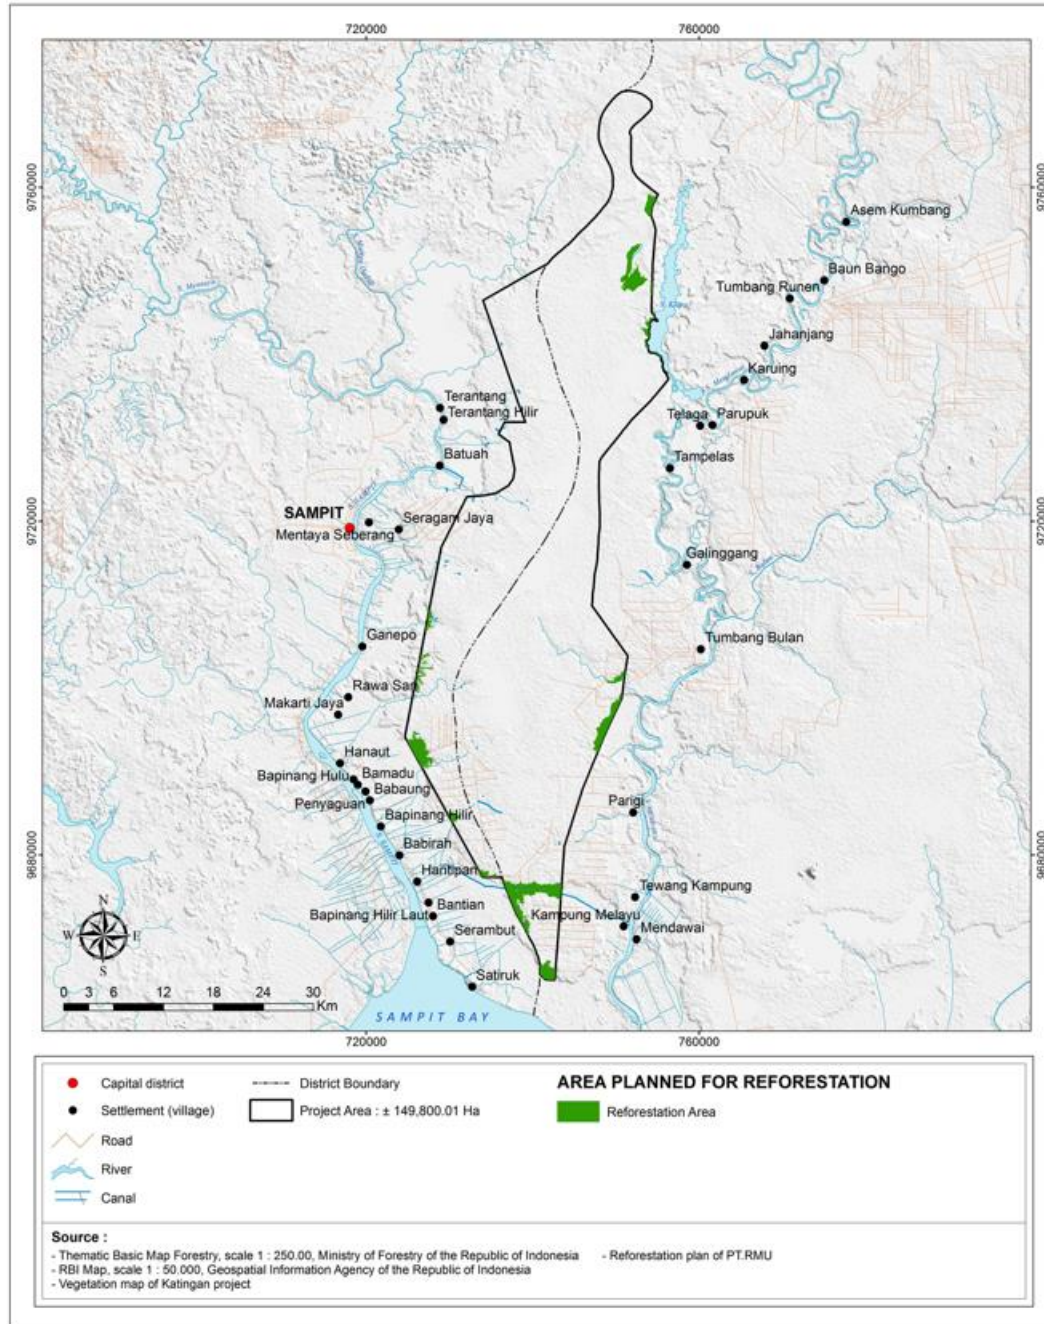 720000
760000
9760000
9760000
Asem Kumbang
Baun Bango
Tumbang Runen
Jahanjang
Karuing
Terantang
Terantang Hilir
Telaga
Parupuk
Batuah
Tampelas
SAMPIT
Seragam Jaya
Mentaya Seberang
9720000
9720000
Galinggang
Ganepo
Tumbang Bulan
Rawa Sari
Makarti Jaya
Hanaut
Bapinang Hulu
Bamadu
Babaung
Penyaguan
Parigi
Bapinang Hilir
Babirah
9680000
9680000
Hantipan
Tewang Kampung
Bantian
Bapinang Hilir Laut
Kampung Melayu
Mendawai
Serambut
Satiruk
N
W
E
S
0 3 6 12 18 24 30
Km
SAMPIT BAY
720000
760000
Capital district
District Boundary
AREA PLANNED FOR REFORESTATION
Settlement (village)
Project Area : ± 149,800.01 Ha
Reforestation Area
Road
River
Canal
Source :
- Thematic Basic Map Forestry, scale 1 : 250.00, Ministry of Forestry of the Republic of Indonesia
- Reforestation plan of PT.RMU
- RBI Map, scale 1 : 50.000, Geospatial Information Agency of the Republic of Indonesia
- Vegetation map of Katingan project